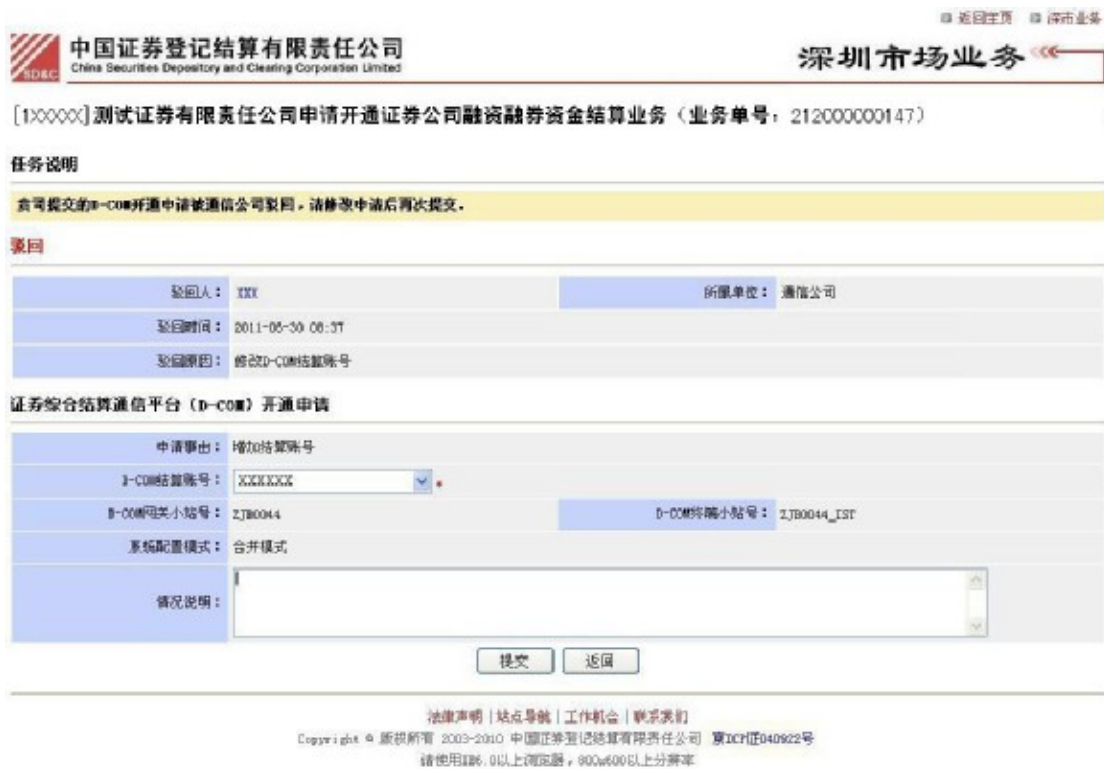 返回主页 深市业务
SD&C
中国证券登记结算有限责任公司
China Securities Depository and Clearing Corporation Limited
深圳市场业务
[1XXXXX]测试证券有限责任公司申请开通证券公司融资融券资金结算业务（业务单号：212000000147）
任务说明
贵司提交的D-COM开通申请被通信公司驳回，请修改申请后再次提交。
驳回
驳回人： XXX 所属单位： 通信公司
驳回时间： 2011-06-30 08:37
驳回原因： 修改D-COM结算账号
证券综合结算通信平台（D-COM）开通申请
申请事由： 增加结算账号
D-COM结算账号： XXXXXX *
D-COM网关小站号： ZJB0044 D-COM终端小站号： ZJB0044_IST
系统配置模式： 合并模式
情况说明：
提交 返回
法律声明 | 站点导航 | 工作机会 | 联系我们
Copyright © 版权所有 2003-2010 中国证券登记结算有限责任公司 京ICP证040922号
请使用IE6.0以上浏览器，800x600以上分辨率